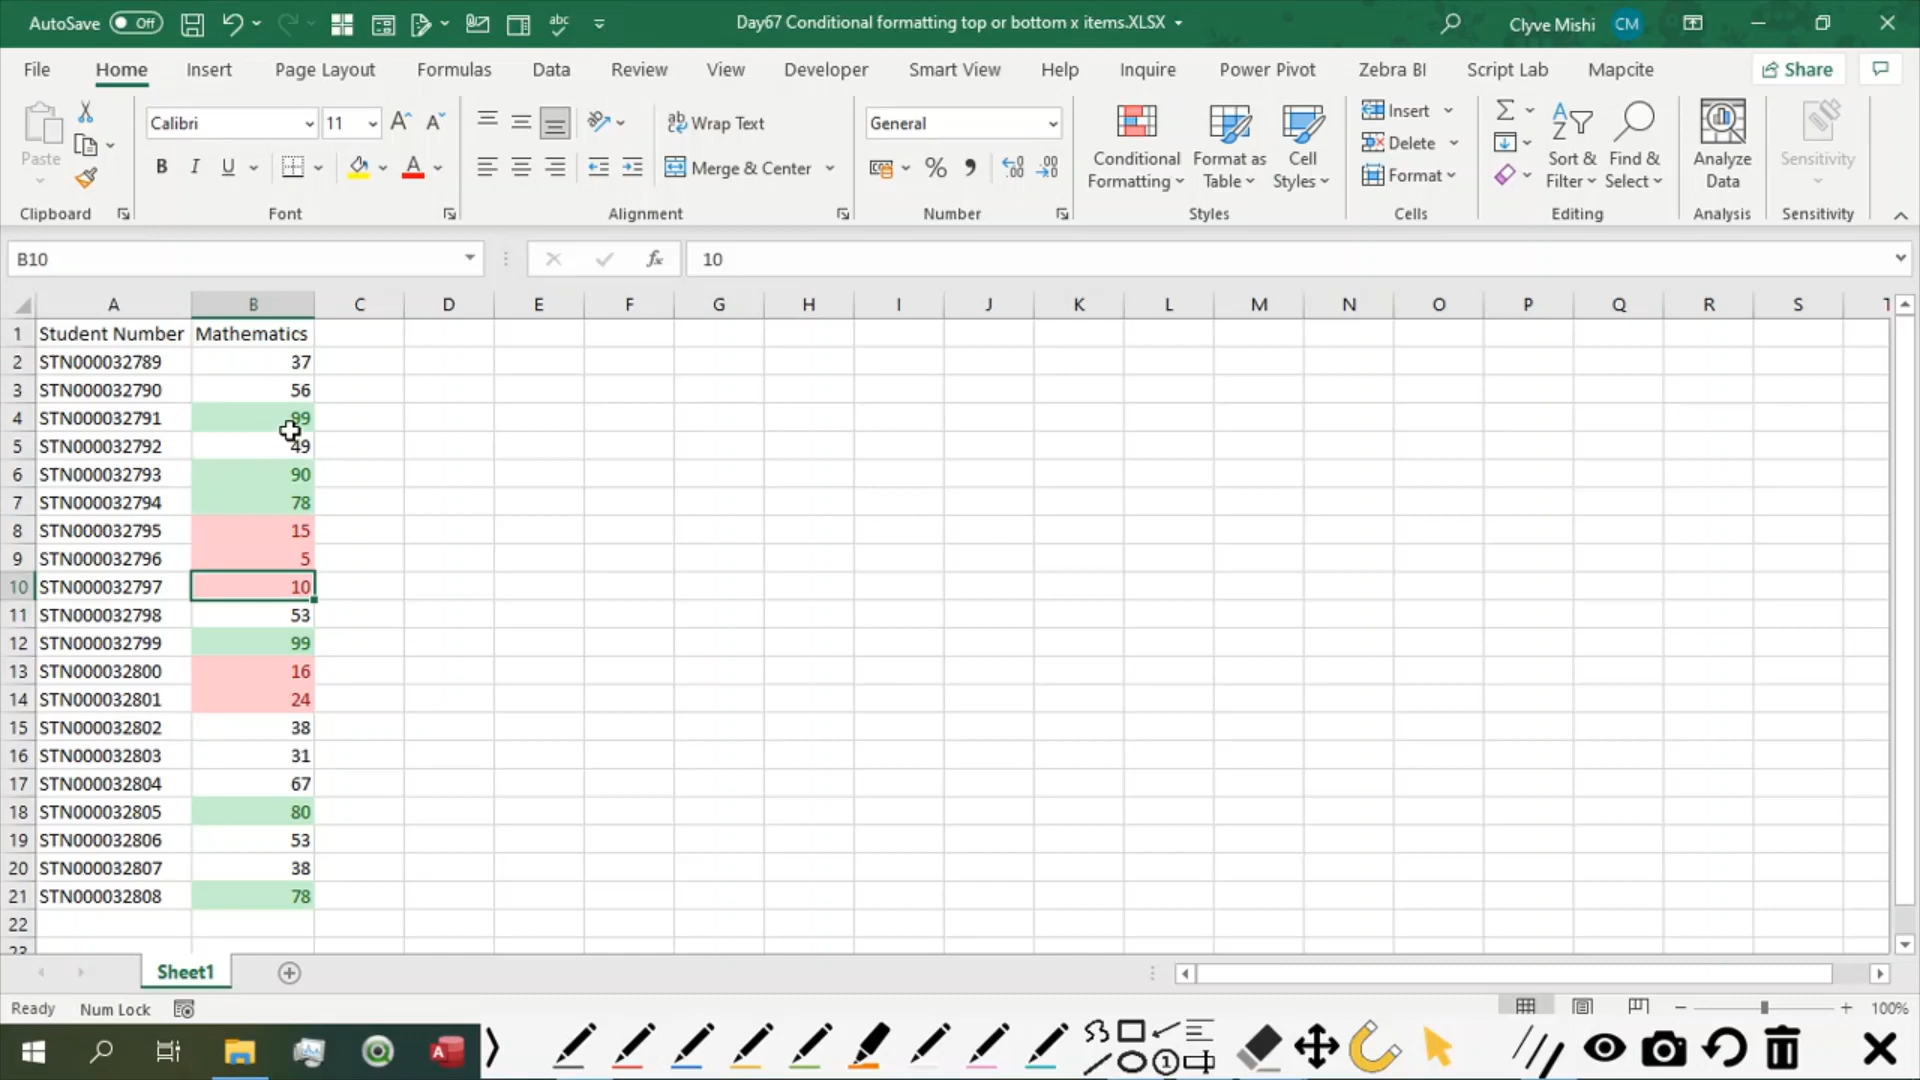 AutoSave Off abc Day67 Conditional formatting top or bottom x items.XLSX Clyve Mishi CM
File Home Insert Page Layout Formulas Data Review View Developer Smart View Help Inquire Power Pivot Zebra BI Script Lab Mapcite Share
Paste Calibri 11 Wrap Text General Conditional Formatting Format as Table Cell Styles Insert Sort & Filter Find & Select Analyze Data Sensitivity
Delete
B I U Merge & Center % Format
Clipboard Font Alignment Number Styles Cells Editing Analysis Sensitivity
B10 fx 10
A B C D E F G H I J K L M N O P Q R S T
1 Student Number Mathematics
2 STN000032789 37
3 STN000032790 56
4 STN000032791 99
5 STN000032792 49
6 STN000032793 90
7 STN000032794 78
8 STN000032795 15
9 STN000032796 5
10 STN000032797 10
11 STN000032798 53
12 STN000032799 99
13 STN000032800 16
14 STN000032801 24
15 STN000032802 38
16 STN000032803 31
17 STN000032804 67
18 STN000032805 80
19 STN000032806 53
20 STN000032807 38
21 STN000032808 78
22
23
Sheet1
Ready Num Lock 100%